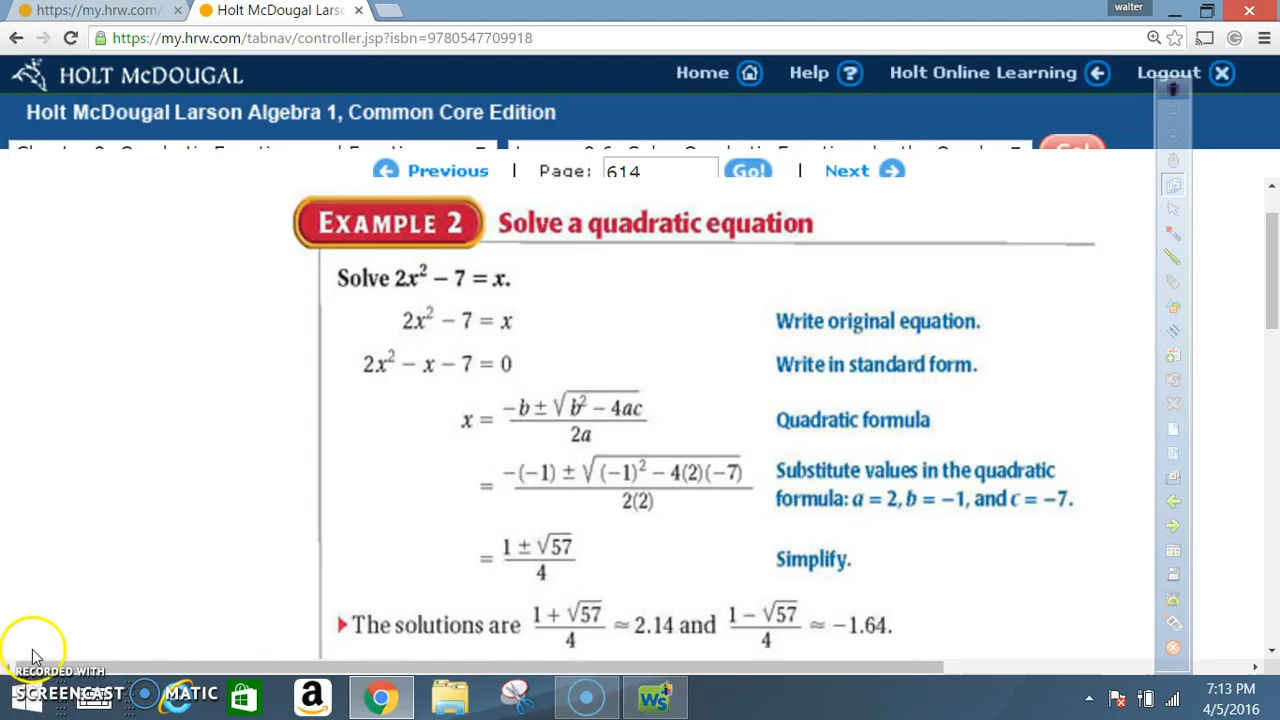 https://my.hrw.com/
Holt McDougal Larso
walter
https://my.hrw.com/tabnav/controller.jsp?isbn=9780547709918
HOLT MCDOUGAL
Home
Help
Holt Online Learning
Logout
Holt McDougal Larson Algebra 1, Common Core Edition
Previous | Page: 614 Go! | Next
EXAMPLE 2 Solve a quadratic equation
Solve 2x² − 7 = x.
2x² − 7 = x Write original equation.
2x² − x − 7 = 0 Write in standard form.
x = (−b ± √(b² − 4ac)) / 2a Quadratic formula
= (−(−1) ± √((−1)² − 4(2)(−7))) / 2(2) Substitute values in the quadratic
formula: a = 2, b = −1, and c = −7.
= (1 ± √57) / 4 Simplify.
The solutions are (1 + √57) / 4 ≈ 2.14 and (1 − √57) / 4 ≈ −1.64.
RECORDED WITH
SCREENCAST MATIC
7:13 PM
4/5/2016